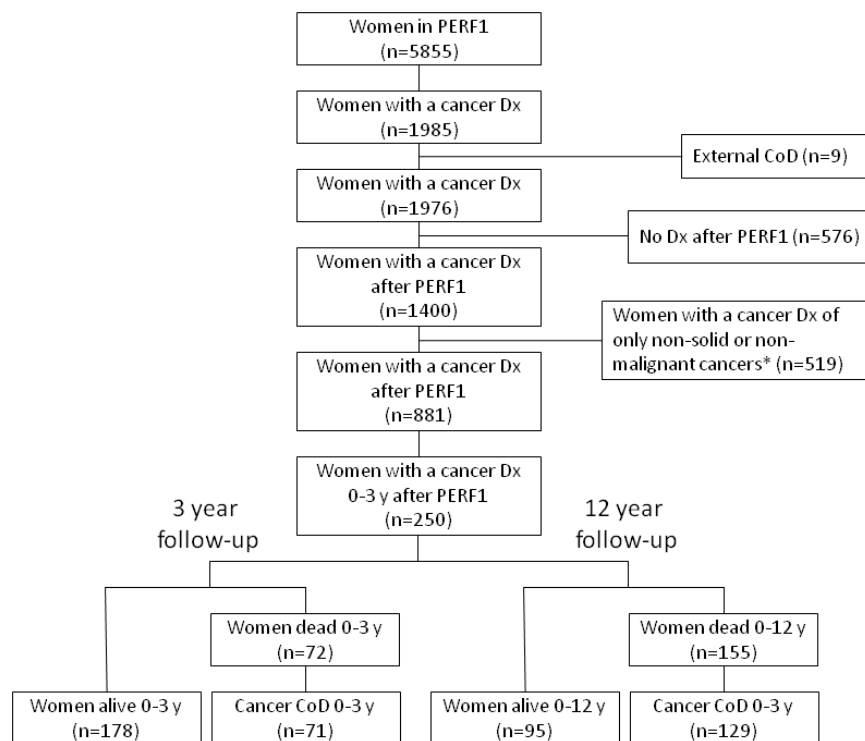 Women in PERF1
(n=5855)
Women with a cancer Dx
(n=1985)
External CoD (n=9)
Women with a cancer Dx
(n=1976)
No Dx after PERF1 (n=576)
Women with a cancer Dx
after PERF1
(n=1400)
Women with a cancer Dx of
only non-solid or non-
malignant cancers* (n=519)
Women with a cancer Dx
after PERF1
(n=881)
Women with a cancer Dx
0-3 y after PERF1
(n=250)
3 year
follow-up
12 year
follow-up
Women dead 0-3 y
(n=72)
Women dead 0-12 y
(n=155)
Women alive 0-3 y
(n=178)
Cancer CoD 0-3 y
(n=71)
Women alive 0-12 y
(n=95)
Cancer CoD 0-3 y
(n=129)